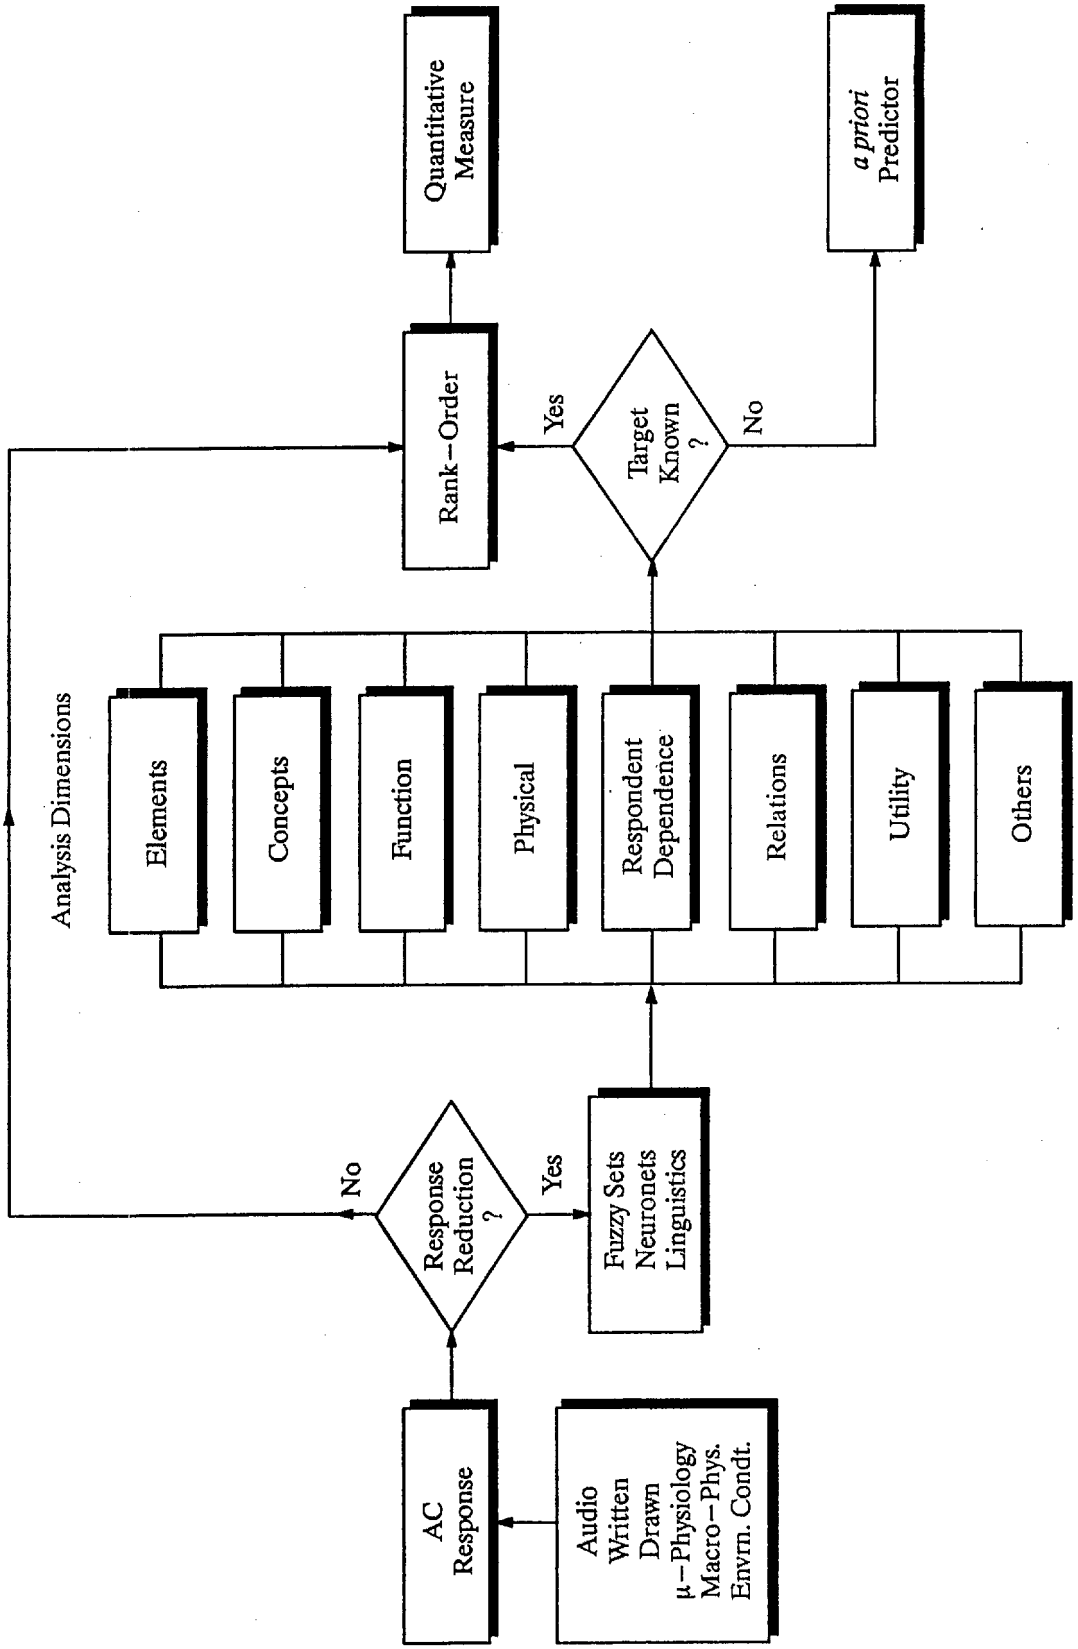 Analysis Dimensions
AC
Response
Audio
Written
Drawn
μ–Physiology
Macro–Phys.
Envrn. Condt.
Response
Reduction
?
No
Yes
Fuzzy Sets
Neuronets
Linguistics
Elements
Concepts
Function
Physical
Respondent
Dependence
Relations
Utility
Others
Target
Known
?
Yes
No
Rank–Order
Quantitative
Measure
a priori
Predictor